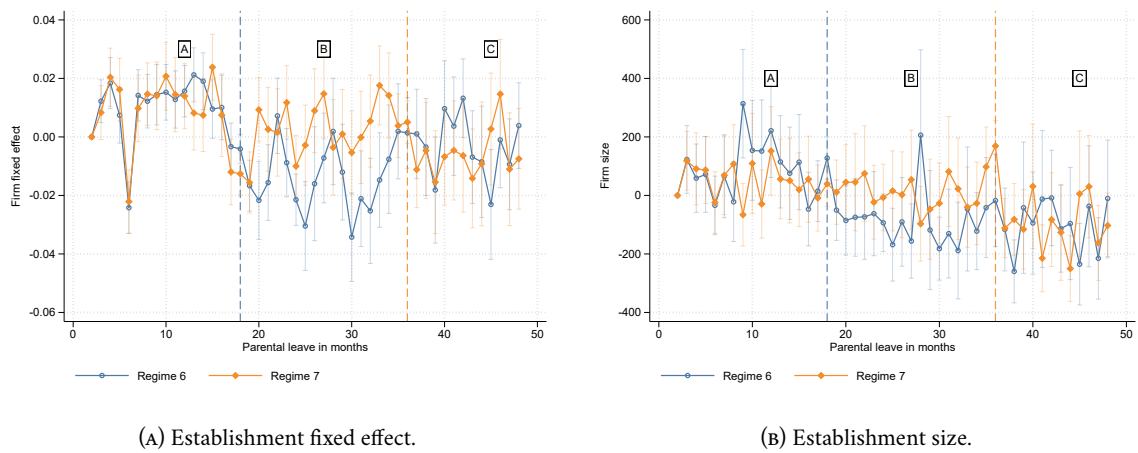 0.04
0.02
0.00
-0.02
-0.04
-0.06
Firm fixed effect
A
B
C
0
10
20
30
40
50
Parental leave in months
Regime 6
Regime 7
(A) Establishment fixed effect.
600
400
200
0
-200
-400
Firm size
A
B
C
0
10
20
30
40
50
Parental leave in months
Regime 6
Regime 7
(B) Establishment size.